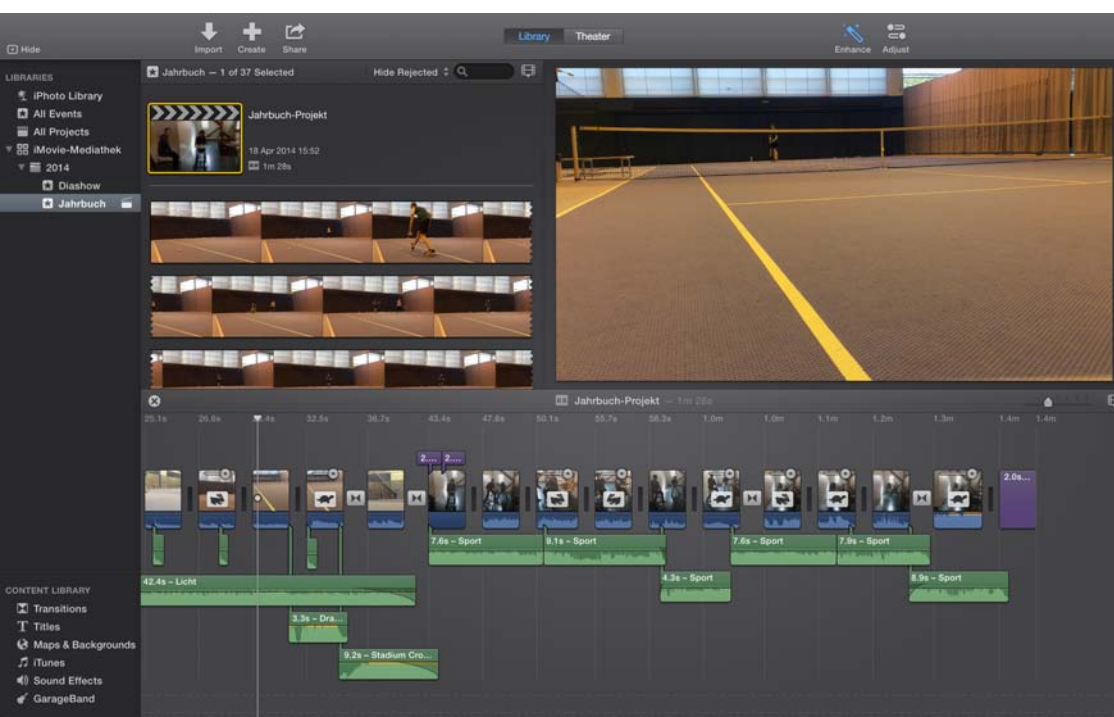 Hide
Import
Create
Share
Library
Theater
Enhance
Adjust
LIBRARIES
iPhoto Library
All Events
All Projects
iMovie-Mediathek
2014
Diashow
Jahrbuch
Jahrbuch — 1 of 37 Selected
Hide Rejected
Jahrbuch-Projekt
18 Apr 2014 15:52
1m 28s
Jahrbuch-Projekt — 1m 28s
25.1s 32.5s 36.7s 43.4s 47.8s 50.1s 55.7s 58.3s 1.0m 1.0m 1.1m 1.2m 1.3m 1.4m 1.4m
2.... 2....
2.0s...
7.6s – Sport
9.1s – Sport
7.6s – Sport
7.9s – Sport
42.4s – Licht
4.3s – Sport
8.9s – Sport
3.3s – Dra...
9.2s – Stadium Cro...
CONTENT LIBRARY
Transitions
Titles
Maps & Backgrounds
iTunes
Sound Effects
GarageBand